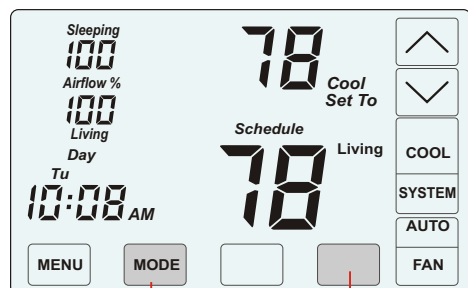 Sleeping
100
Airflow %
100
Living
Day
Tu
10:08 AM
78
Cool
Set To
Schedule
78
Living
COOL
SYSTEM
AUTO
FAN
MENU
MODE